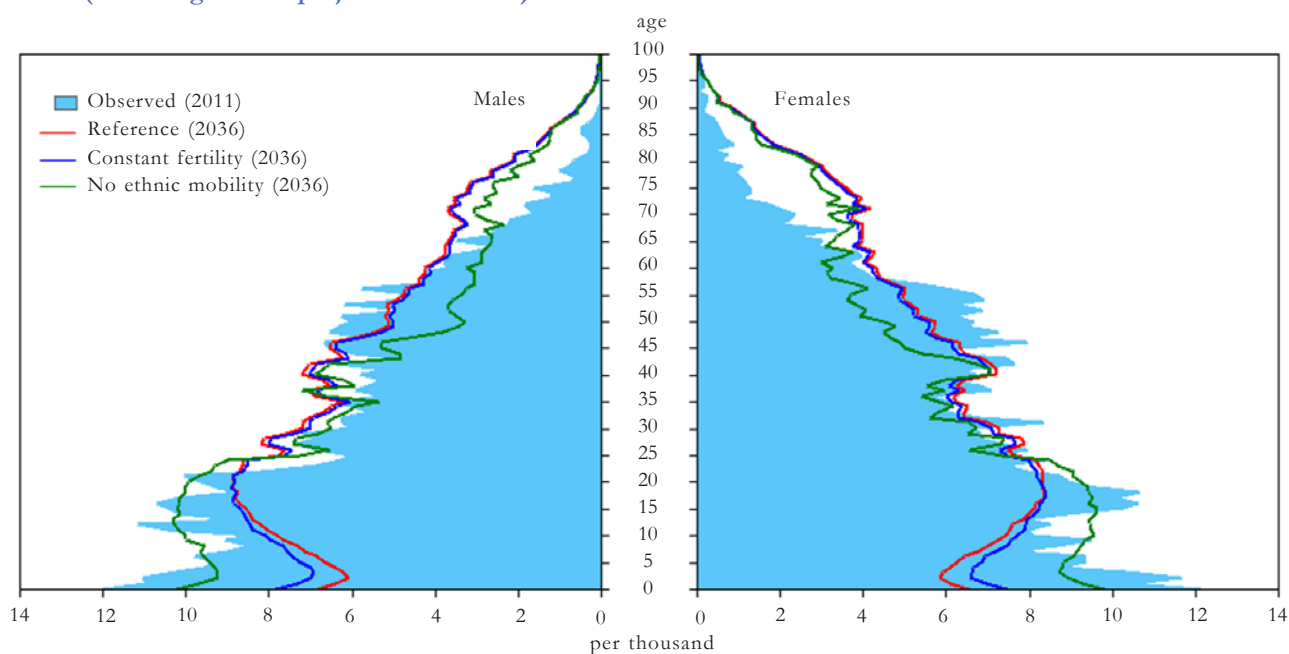 age
Males
Females
Observed (2011)
Reference (2036)
Constant fertility (2036)
No ethnic mobility (2036)
100
95
90
85
80
75
70
65
60
55
50
45
40
35
30
25
20
15
10
5
0
14 12 10 8 6 4 2 0
0 2 4 6 8 10 12 14
per thousand